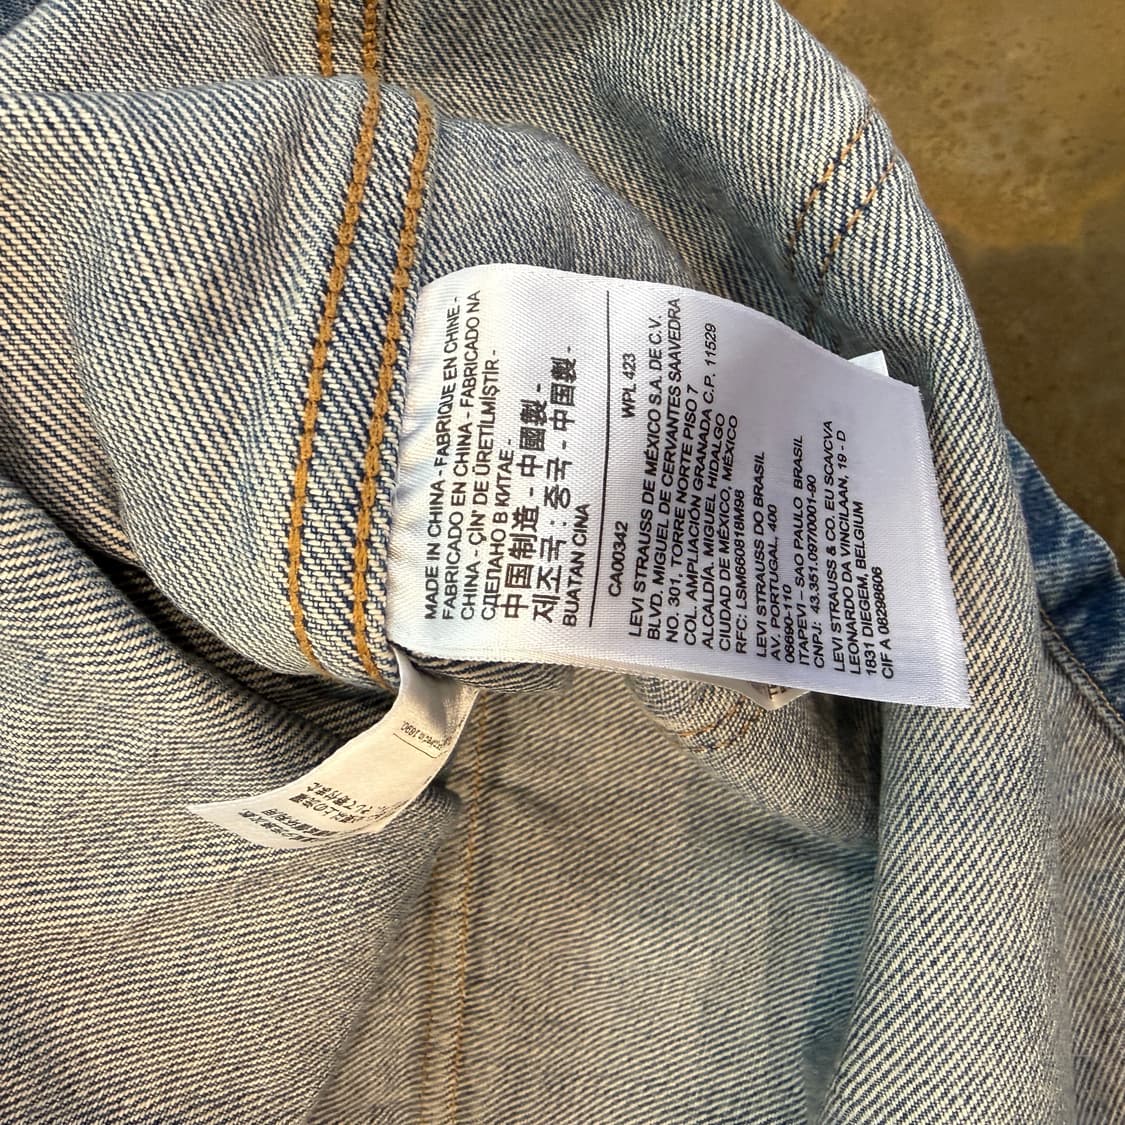 MADE IN CHINA - FABRIQUE EN CHINE -
FABRICADO EN CHINA - FABRICADO NA
CHINA - ÇİN' DE ÜRETİLMİŞTİR -
СДЕЛАНО В КИТАЕ -
中国制造 - 中國製 -
제조국 : 중국 - 中国製 -
BUATAN CINA
CA00342 WPL 423
LEVI STRAUSS DE MÉXICO S.A. DE C.V.
BLVD. MIGUEL DE CERVANTES SAAVEDRA
NO. 301, TORRE NORTE PISO 7
COL. AMPLIACIÓN GRANADA C.P. 11529
ALCALDÍA. MIGUEL HIDALGO
CIUDAD DE MÉXICO, MÉXICO
RFC: LSM660818M98
LEVI STRAUSS DO BRASIL
AV. PORTUGAL, 400
06690-110
ITAPEVI – SAO PAULO BRASIL
CNPJ: 43.351.097/0001-90
LEVI STRAUSS & CO. EU SCA/CVA
LEONARDO DA VINCILAAN, 19 - D
1831 DIEGEM, BELGIUM
CIF A 08298606